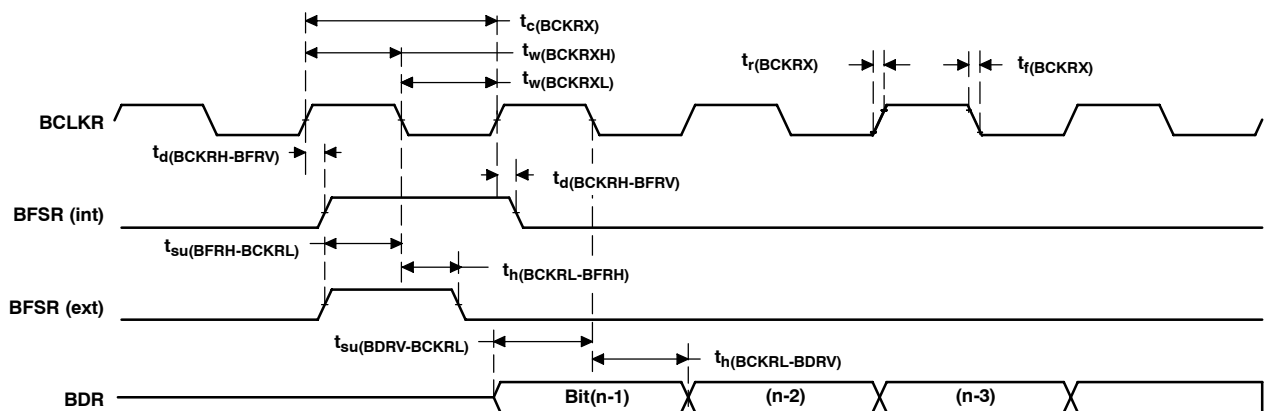 tc(BCKRX)
tw(BCKRXH)
tw(BCKRXL)
tr(BCKRX)
tf(BCKRX)
BCLKR
td(BCKRH-BFRV)
td(BCKRH-BFRV)
BFSR (int)
tsu(BFRH-BCKRL)
th(BCKRL-BFRH)
BFSR (ext)
tsu(BDRV-BCKRL)
th(BCKRL-BDRV)
BDR
Bit(n-1)
(n-2)
(n-3)